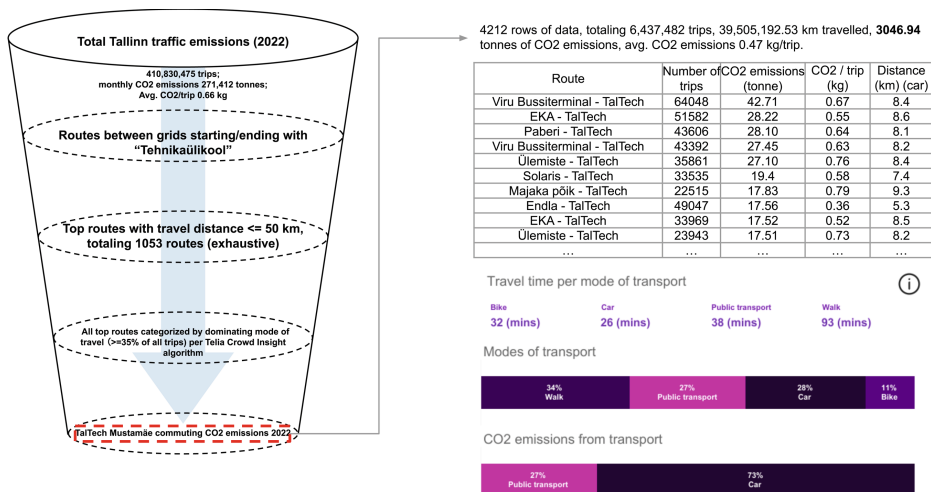 Total Tallinn traffic emissions (2022)
410,830,475 trips;
monthly CO2 emissions 271,412 tonnes;
Avg. CO2/trip 0.66 kg
Routes between grids starting/ending with
“Tehnikaülikool”
Top routes with travel distance <= 50 km,
totaling 1053 routes (exhaustive)
All top routes categorized by dominating mode of
travel (>=35% of all trips) per Telia Crowd Insight
algorithm
TalTech Mustamäe commuting CO2 emissions 2022
4212 rows of data, totaling 6,437,482 trips, 39,505,192.53 km travelled, 3046.94
tonnes of CO2 emissions, avg. CO2 emissions 0.47 kg/trip.
Route Number of trips CO2 emissions (tonne) CO2 / trip (kg) Distance (km) (car)
Viru Bussiterminal - TalTech 64048 42.71 0.67 8.4
EKA - TalTech 51582 28.22 0.55 8.6
Paberi - TalTech 43606 28.10 0.64 8.1
Viru Bussiterminal - TalTech 43392 27.45 0.63 8.2
Ülemiste - TalTech 35861 27.10 0.76 8.4
Solaris - TalTech 33535 19.4 0.58 7.4
Majaka põik - TalTech 22515 17.83 0.79 9.3
Endla - TalTech 49047 17.56 0.36 5.3
EKA - TalTech 33969 17.52 0.52 8.5
Ülemiste - TalTech 23943 17.51 0.73 8.2
… … … … …
Travel time per mode of transport
i
Bike Car Public transport Walk
32 (mins) 26 (mins) 38 (mins) 93 (mins)
Modes of transport
34% 27% 28% 11%
Walk Public transport Car Bike
CO2 emissions from transport
27% 73%
Public transport Car